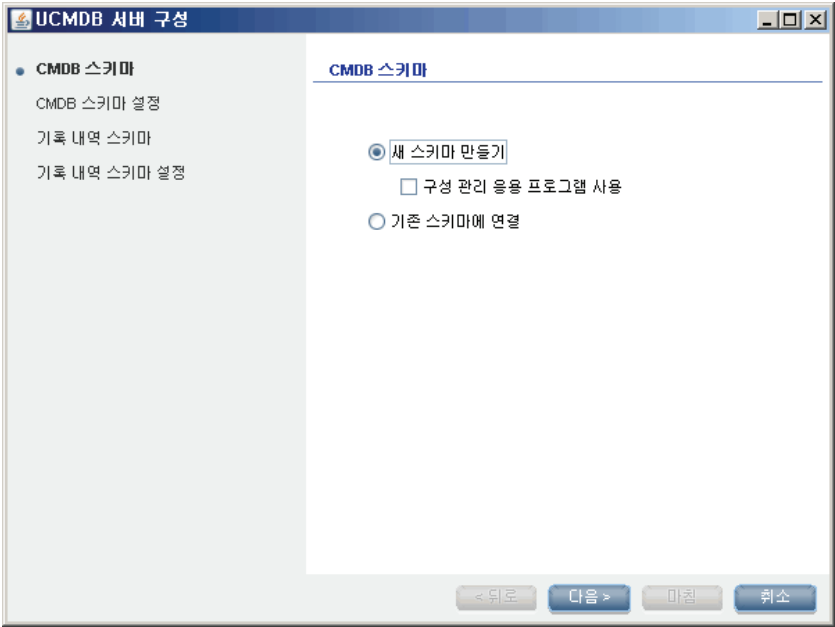 UCMDB 서버 구성
CMDB 스키마
CMDB 스키마 설정
기록 내역 스키마
기록 내역 스키마 설정
CMDB 스키마
새 스키마 만들기
구성 관리 응용 프로그램 사용
기존 스키마에 연결
< 뒤로
다음 >
마침
취소